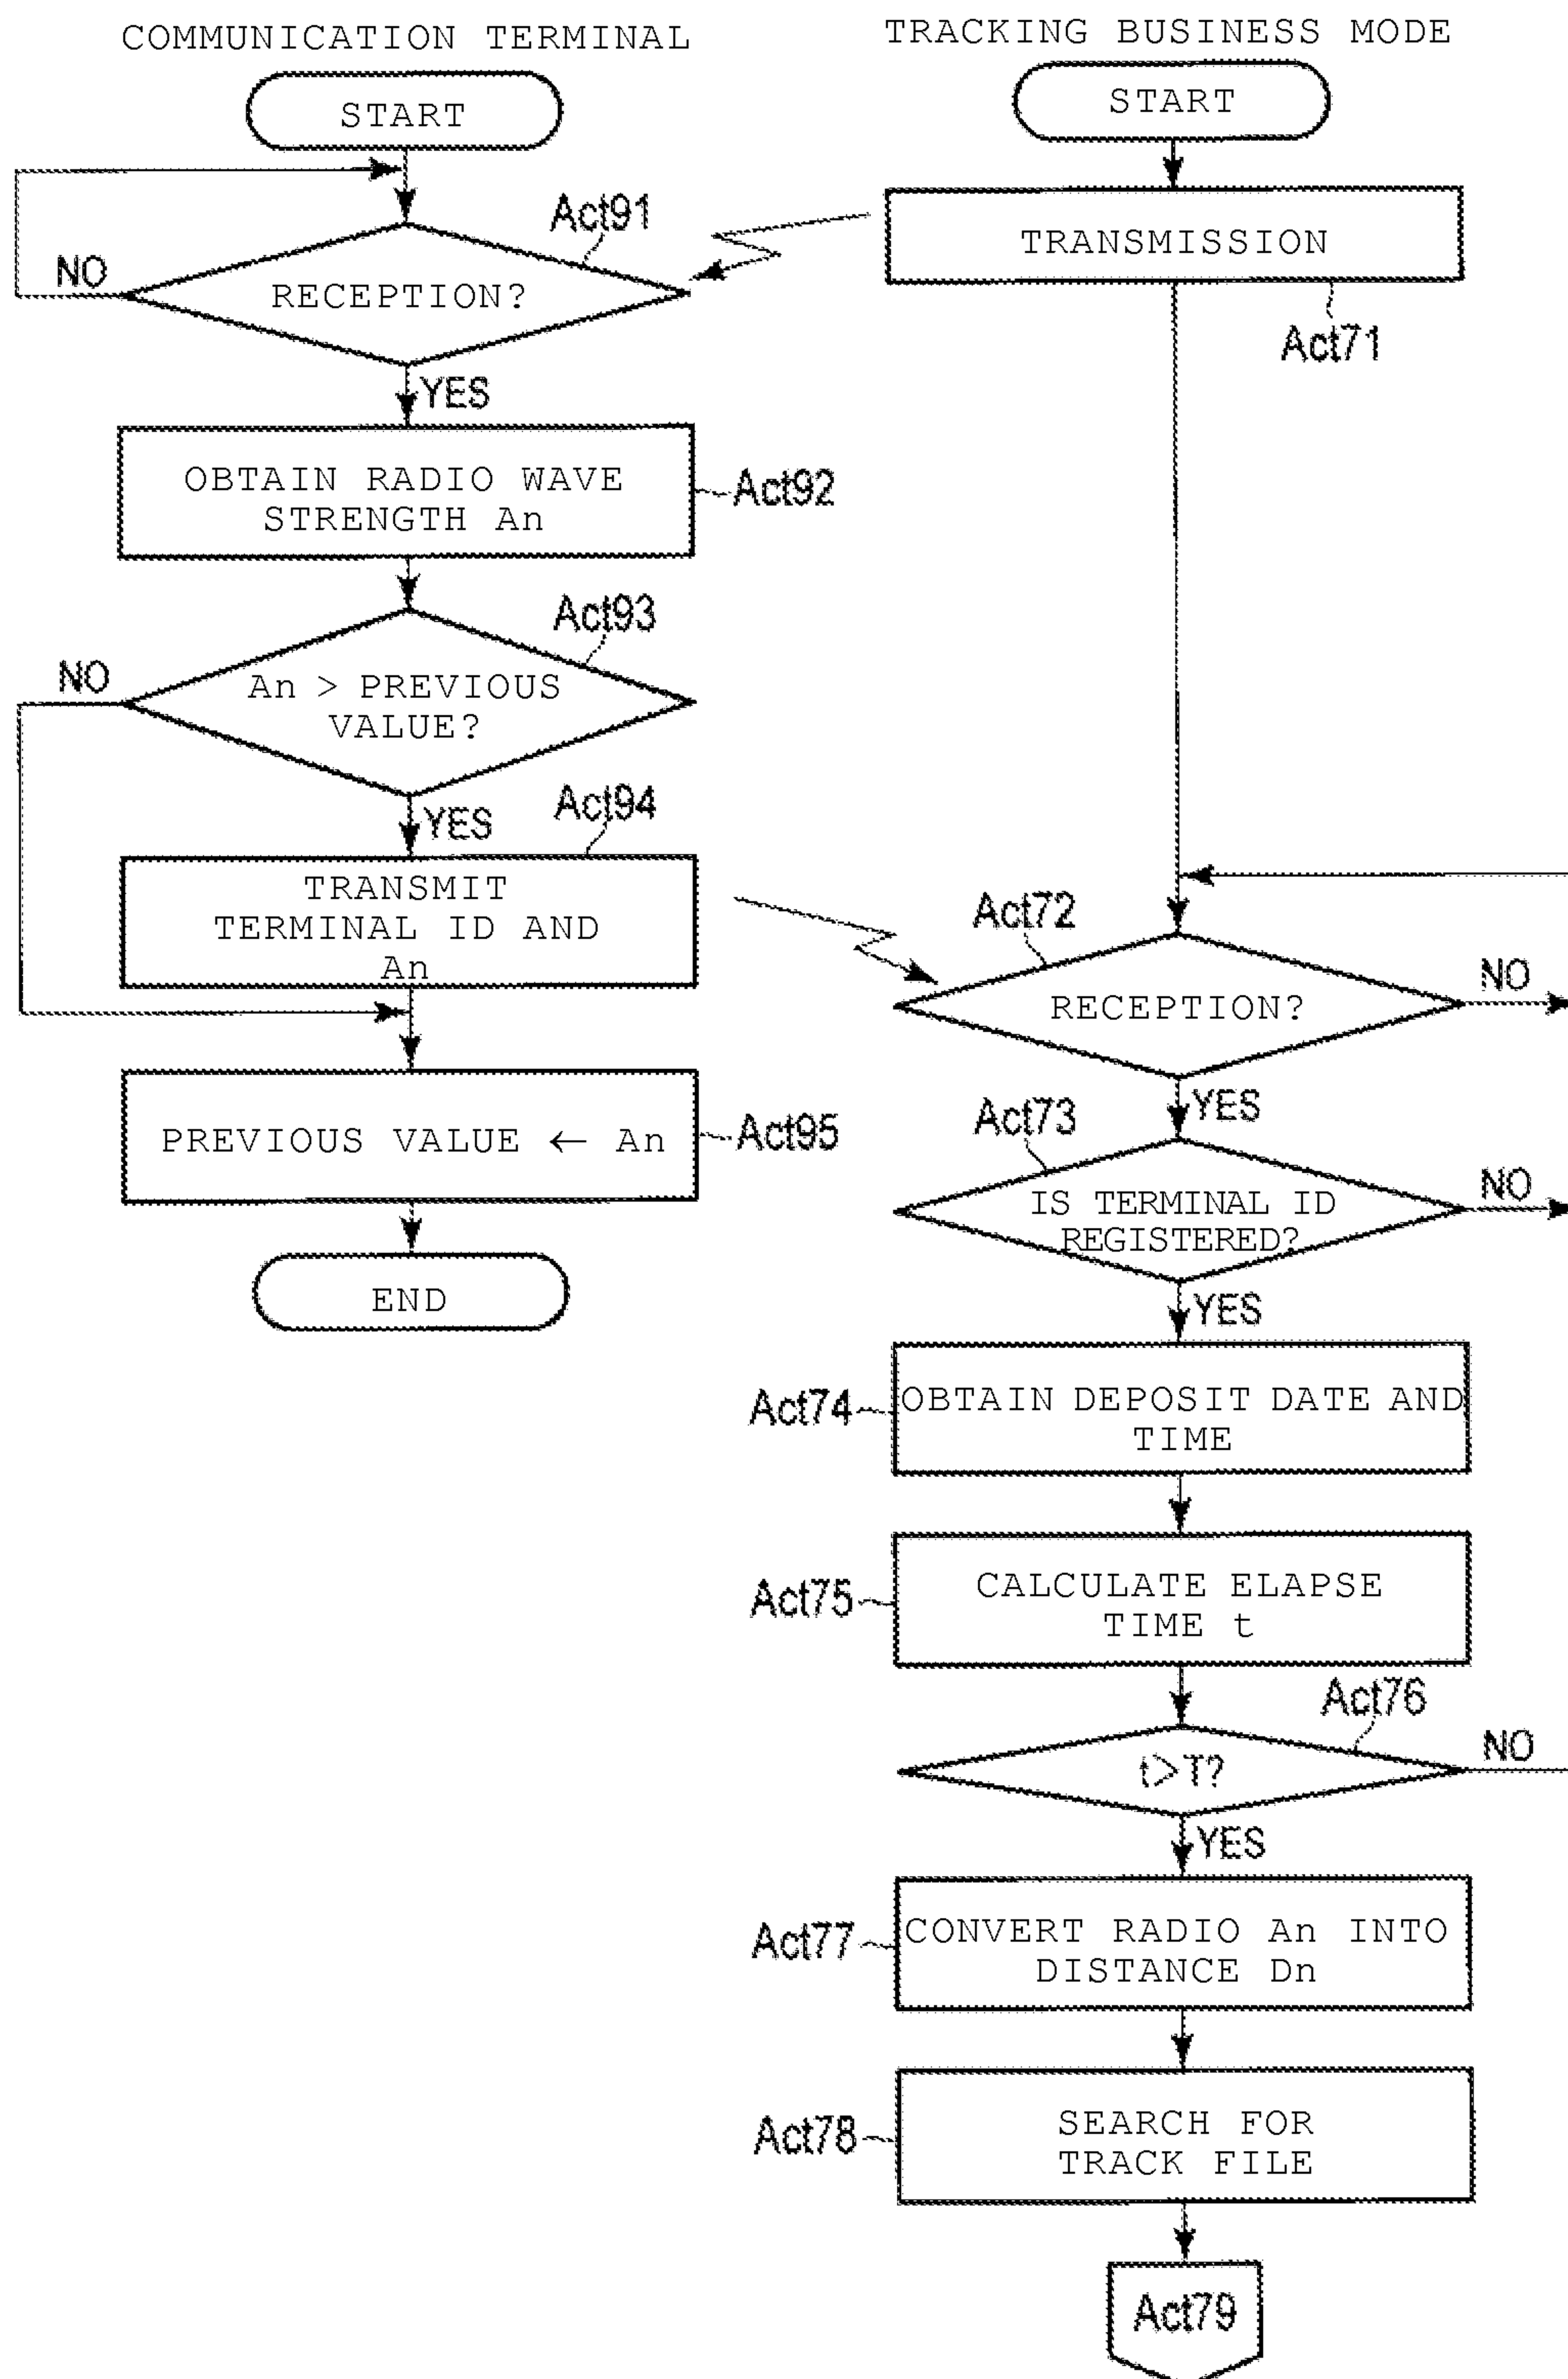 COMMUNICATION TERMINAL
START
Act91
NO
RECEPTION?
YES
OBTAIN RADIO WAVE
STRENGTH An
Act92
Act93
NO
An > PREVIOUS
VALUE?
YES
Act94
TRANSMIT
TERMINAL ID AND
An
PREVIOUS VALUE ← An
Act95
END
TRACKING BUSINESS MODE
START
TRANSMISSION
Act71
Act72
RECEPTION?
NO
YES
Act73
IS TERMINAL ID
REGISTERED?
NO
YES
Act74
OBTAIN DEPOSIT DATE AND
TIME
Act75
CALCULATE ELAPSE
TIME t
Act76
t>T?
NO
YES
Act77
CONVERT RADIO An INTO
DISTANCE Dn
Act78
SEARCH FOR
TRACK FILE
Act79